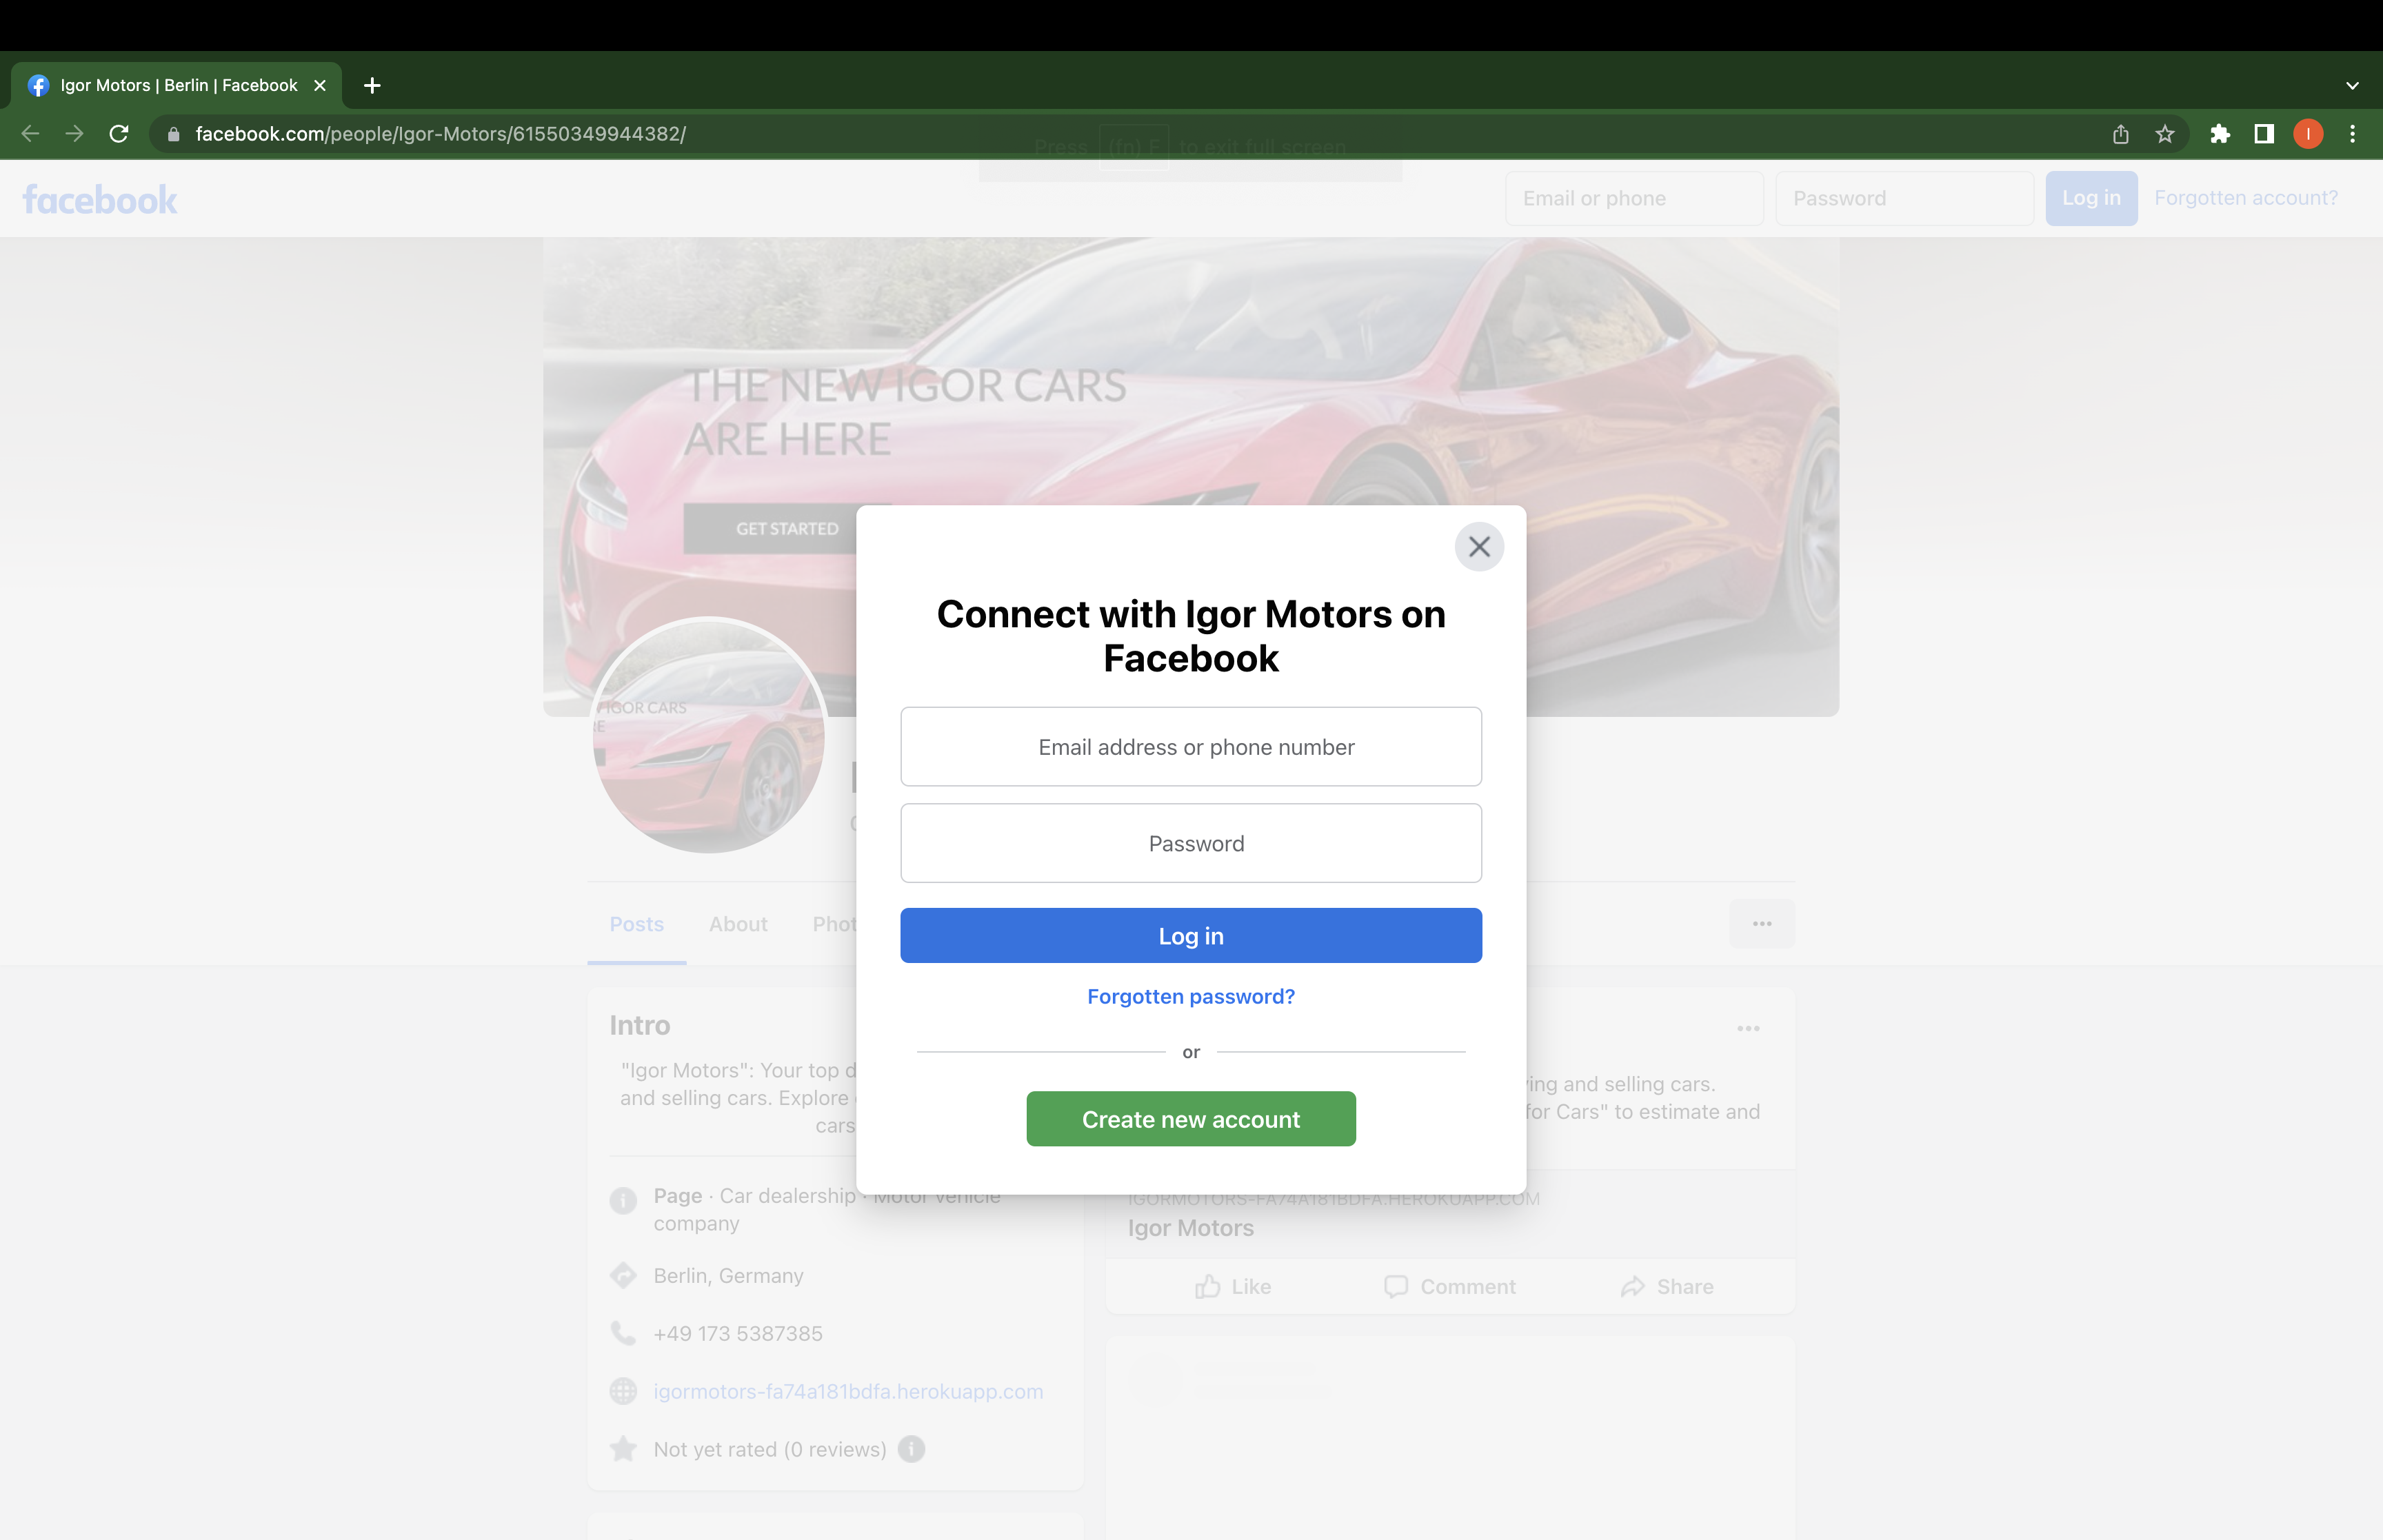 Igor Motors | Berlin | Facebook
facebook.com/people/Igor-Motors/61550349944382/
I
Press (fn) F to exit full screen
facebook
Email or phone
Password
Log in
Forgotten account?
THE NEW IGOR CARS
ARE HERE
GET STARTED
IGOR CARS
RE
Connect with Igor Motors on
Facebook
Email address or phone number
Password
Log in
Forgotten password?
or
Create new account
Posts
About
Phot
Intro
"Igor Motors": Your top d
and selling cars. Explore
cars
Page · Car dealership · Motor vehicle
company
Berlin, Germany
+49 173 5387385
igormotors-fa74a181bdfa.herokuapp.com
Not yet rated (0 reviews)
ing and selling cars.
for Cars" to estimate and
IGORMOTORS-FA74A181BDFA.HEROKUAPP.COM
Igor Motors
Like
Comment
Share